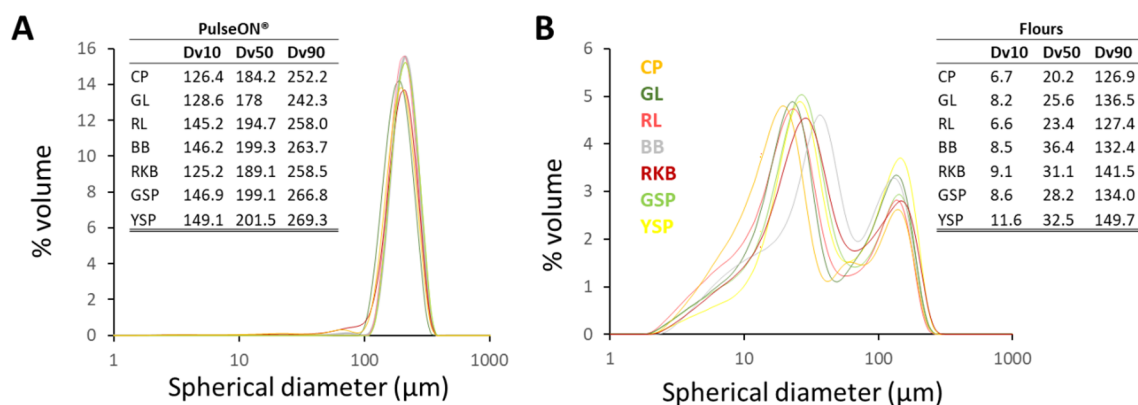 A
PulseON®
Dv10 Dv50 Dv90
CP 126.4 184.2 252.2
GL 128.6 178 242.3
RL 145.2 194.7 258.0
BB 146.2 199.3 263.7
RKB 125.2 189.1 258.5
GSP 146.9 199.1 266.8
YSP 149.1 201.5 269.3
% volume
16
14
12
10
8
6
4
2
0
1 10 100 1000
Spherical diameter (µm)
B
CP
GL
RL
BB
RKB
GSP
YSP
Flours
Dv10 Dv50 Dv90
CP 6.7 20.2 126.9
GL 8.2 25.6 136.5
RL 6.6 23.4 127.4
BB 8.5 36.4 132.4
RKB 9.1 31.1 141.5
GSP 8.6 28.2 134.0
YSP 11.6 32.5 149.7
% volume
6
5
4
3
2
1
0
1 10 100 1000
Spherical diameter (µm)